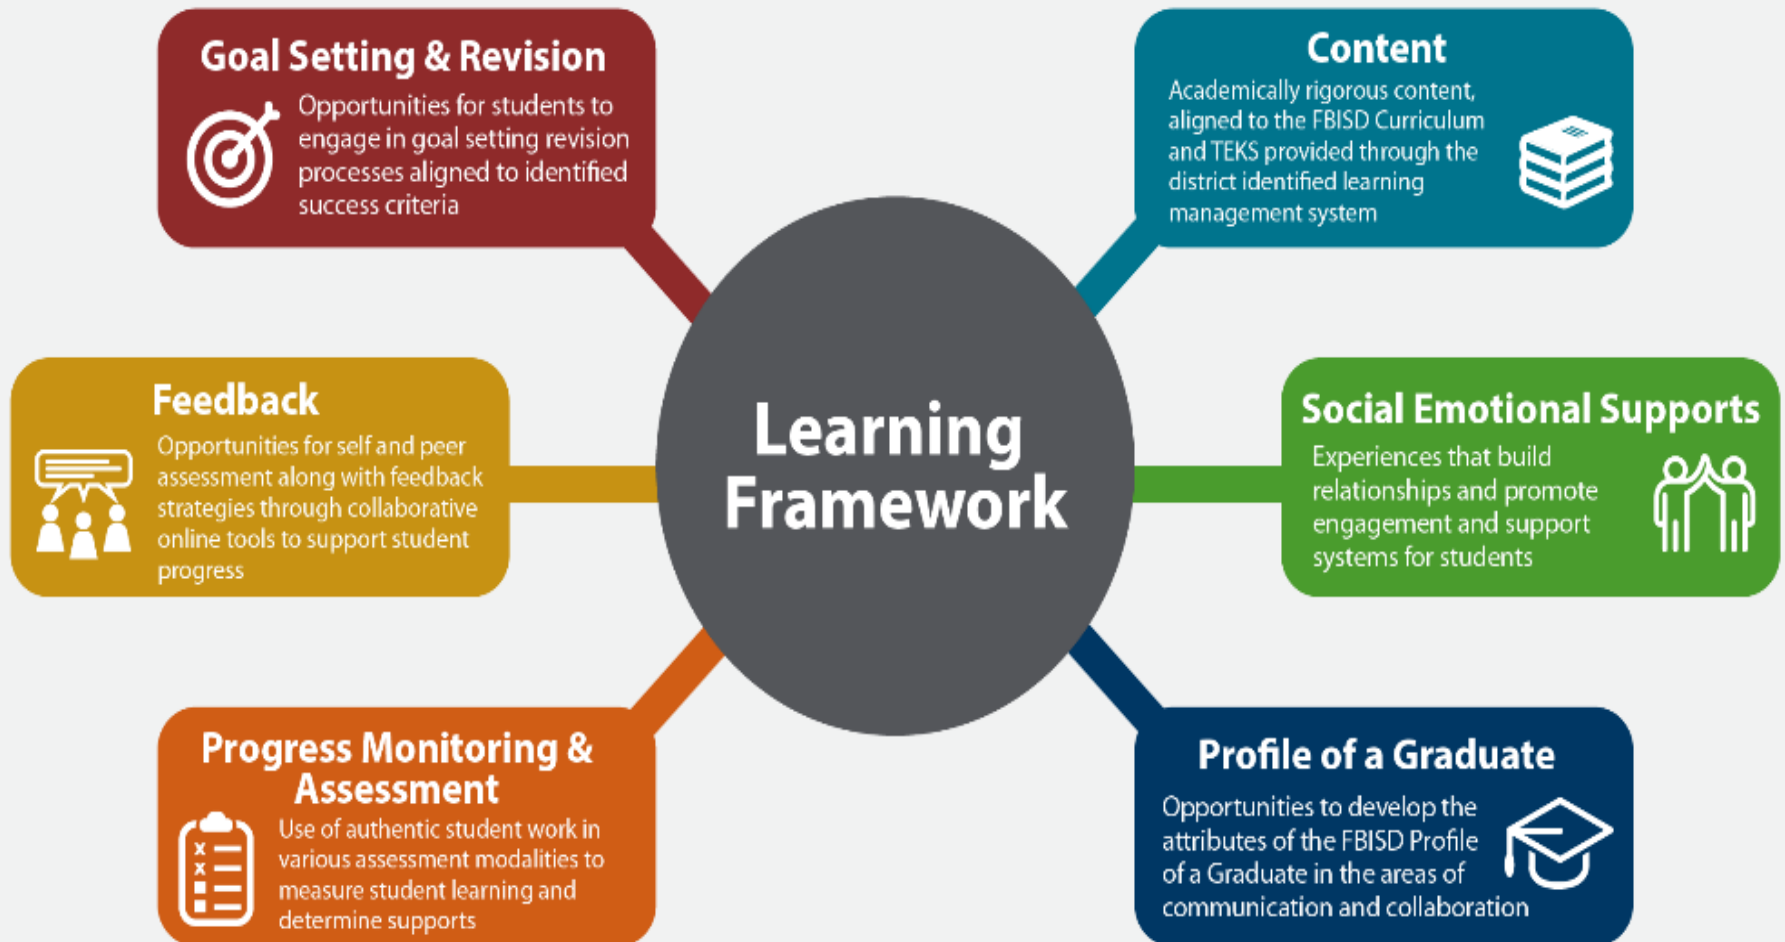 Goal Setting & Revision
Opportunities for students to
engage in goal setting revision
processes aligned to identified
success criteria
Content
Academically rigorous content,
aligned to the FBISD Curriculum
and TEKS provided through the
district identified learning
management system
Feedback
Opportunities for self and peer
assessment along with feedback
strategies through collaborative
online tools to support student
progress
Learning
Framework
Social Emotional Supports
Experiences that build
relationships and promote
engagement and support
systems for students
Progress Monitoring &
Assessment
Use of authentic student work in
various assessment modalities to
measure student learning and
determine supports
Profile of a Graduate
Opportunities to develop the
attributes of the FBISD Profile
of a Graduate in the areas of
communication and collaboration